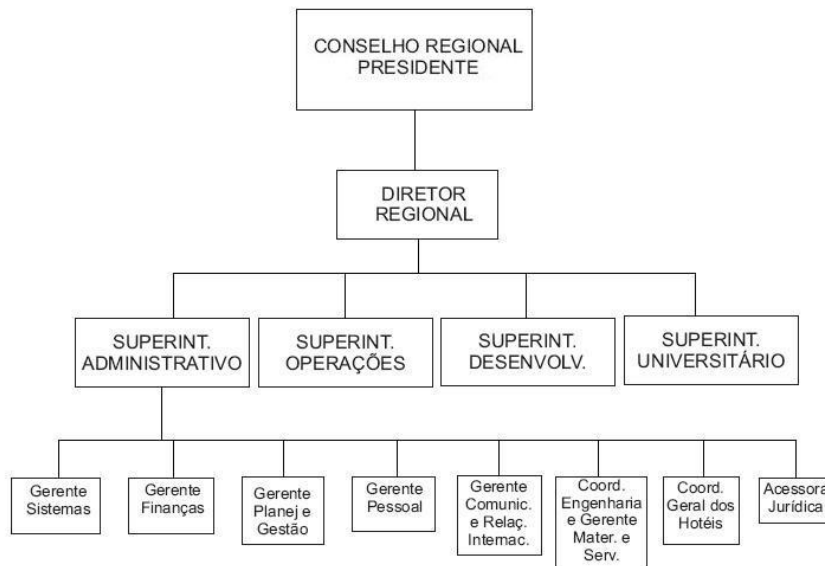 CONSELHO REGIONAL
PRESIDENTE
DIRETOR
REGIONAL
SUPERINT.
ADMINISTRATIVO
SUPERINT.
OPERAÇÕES
SUPERINT.
DESENVOLV.
SUPERINT.
UNIVERSITÁRIO
Gerente
Sistemas
Gerente
Finanças
Gerente
Planej e
Gestão
Gerente
Pessoal
Gerente
Comunic.
e Relaç.
Internac.
Coord.
Engenharia
e Gerente
Mater. e
Serv.
Coord.
Geral dos
Hotéis
Acessora
Jurídica